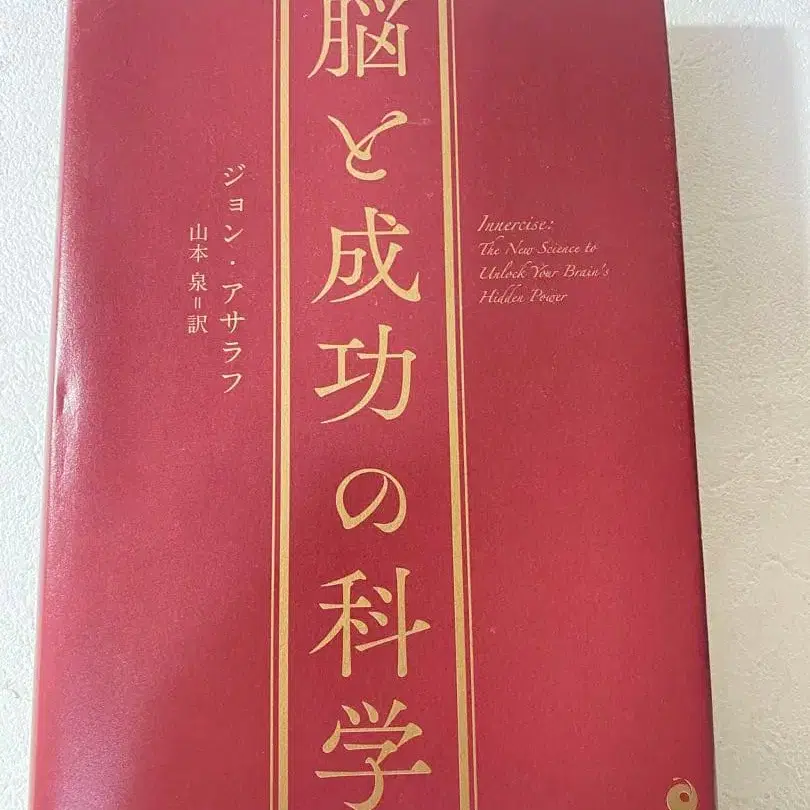 脳と成功の科学
Innercise:
The New Science to
Unlock Your Brain's
Hidden Power
ジョン・アサラフ
山本 泉=訳